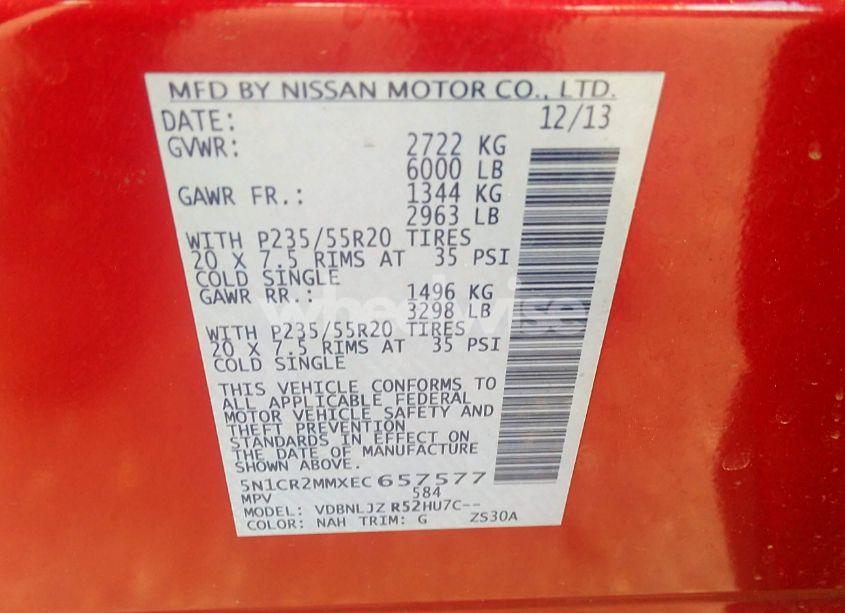 MFD BY NISSAN MOTOR CO., LTD.
DATE: 12/13
GVWR: 2722 KG
6000 LB
GAWR FR.: 1344 KG
2963 LB
WITH P235/55R20 TIRES
20 X 7.5 RIMS AT 35 PSI
COLD SINGLE
GAWR RR.: 1496 KG
3298 LB
WITH P235/55R20 TIRES
20 X 7.5 RIMS AT 35 PSI
COLD SINGLE
THIS VEHICLE CONFORMS TO
ALL APPLICABLE FEDERAL
MOTOR VEHICLE SAFETY AND
THEFT PREVENTION
STANDARDS IN EFFECT ON
THE DATE OF MANUFACTURE
SHOWN ABOVE.
5N1CR2MMXEC657577
MPV 584
MODEL: VDBNLJZ R52HU7C--
COLOR: NAH TRIM: G ZS30A
wheelwise